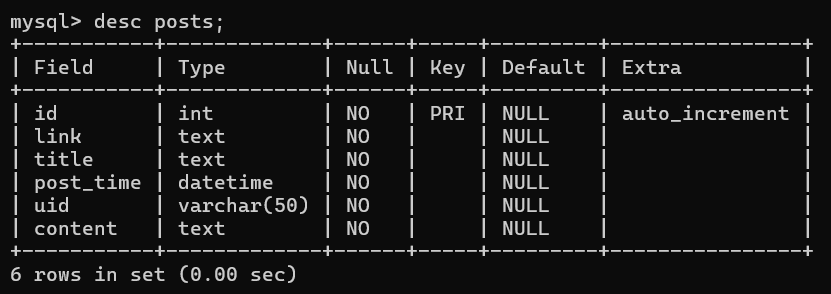 mysql> desc posts;
+-----------+-------------+------+-----+---------+----------------+
| Field     | Type        | Null | Key | Default | Extra          |
+-----------+-------------+------+-----+---------+----------------+
| id        | int         | NO   | PRI | NULL    | auto_increment |
| link      | text        | NO   |     | NULL    |                |
| title     | text        | NO   |     | NULL    |                |
| post_time | datetime    | NO   |     | NULL    |                |
| uid       | varchar(50) | NO   |     | NULL    |                |
| content   | text        | NO   |     | NULL    |                |
+-----------+-------------+------+-----+---------+----------------+
6 rows in set (0.00 sec)